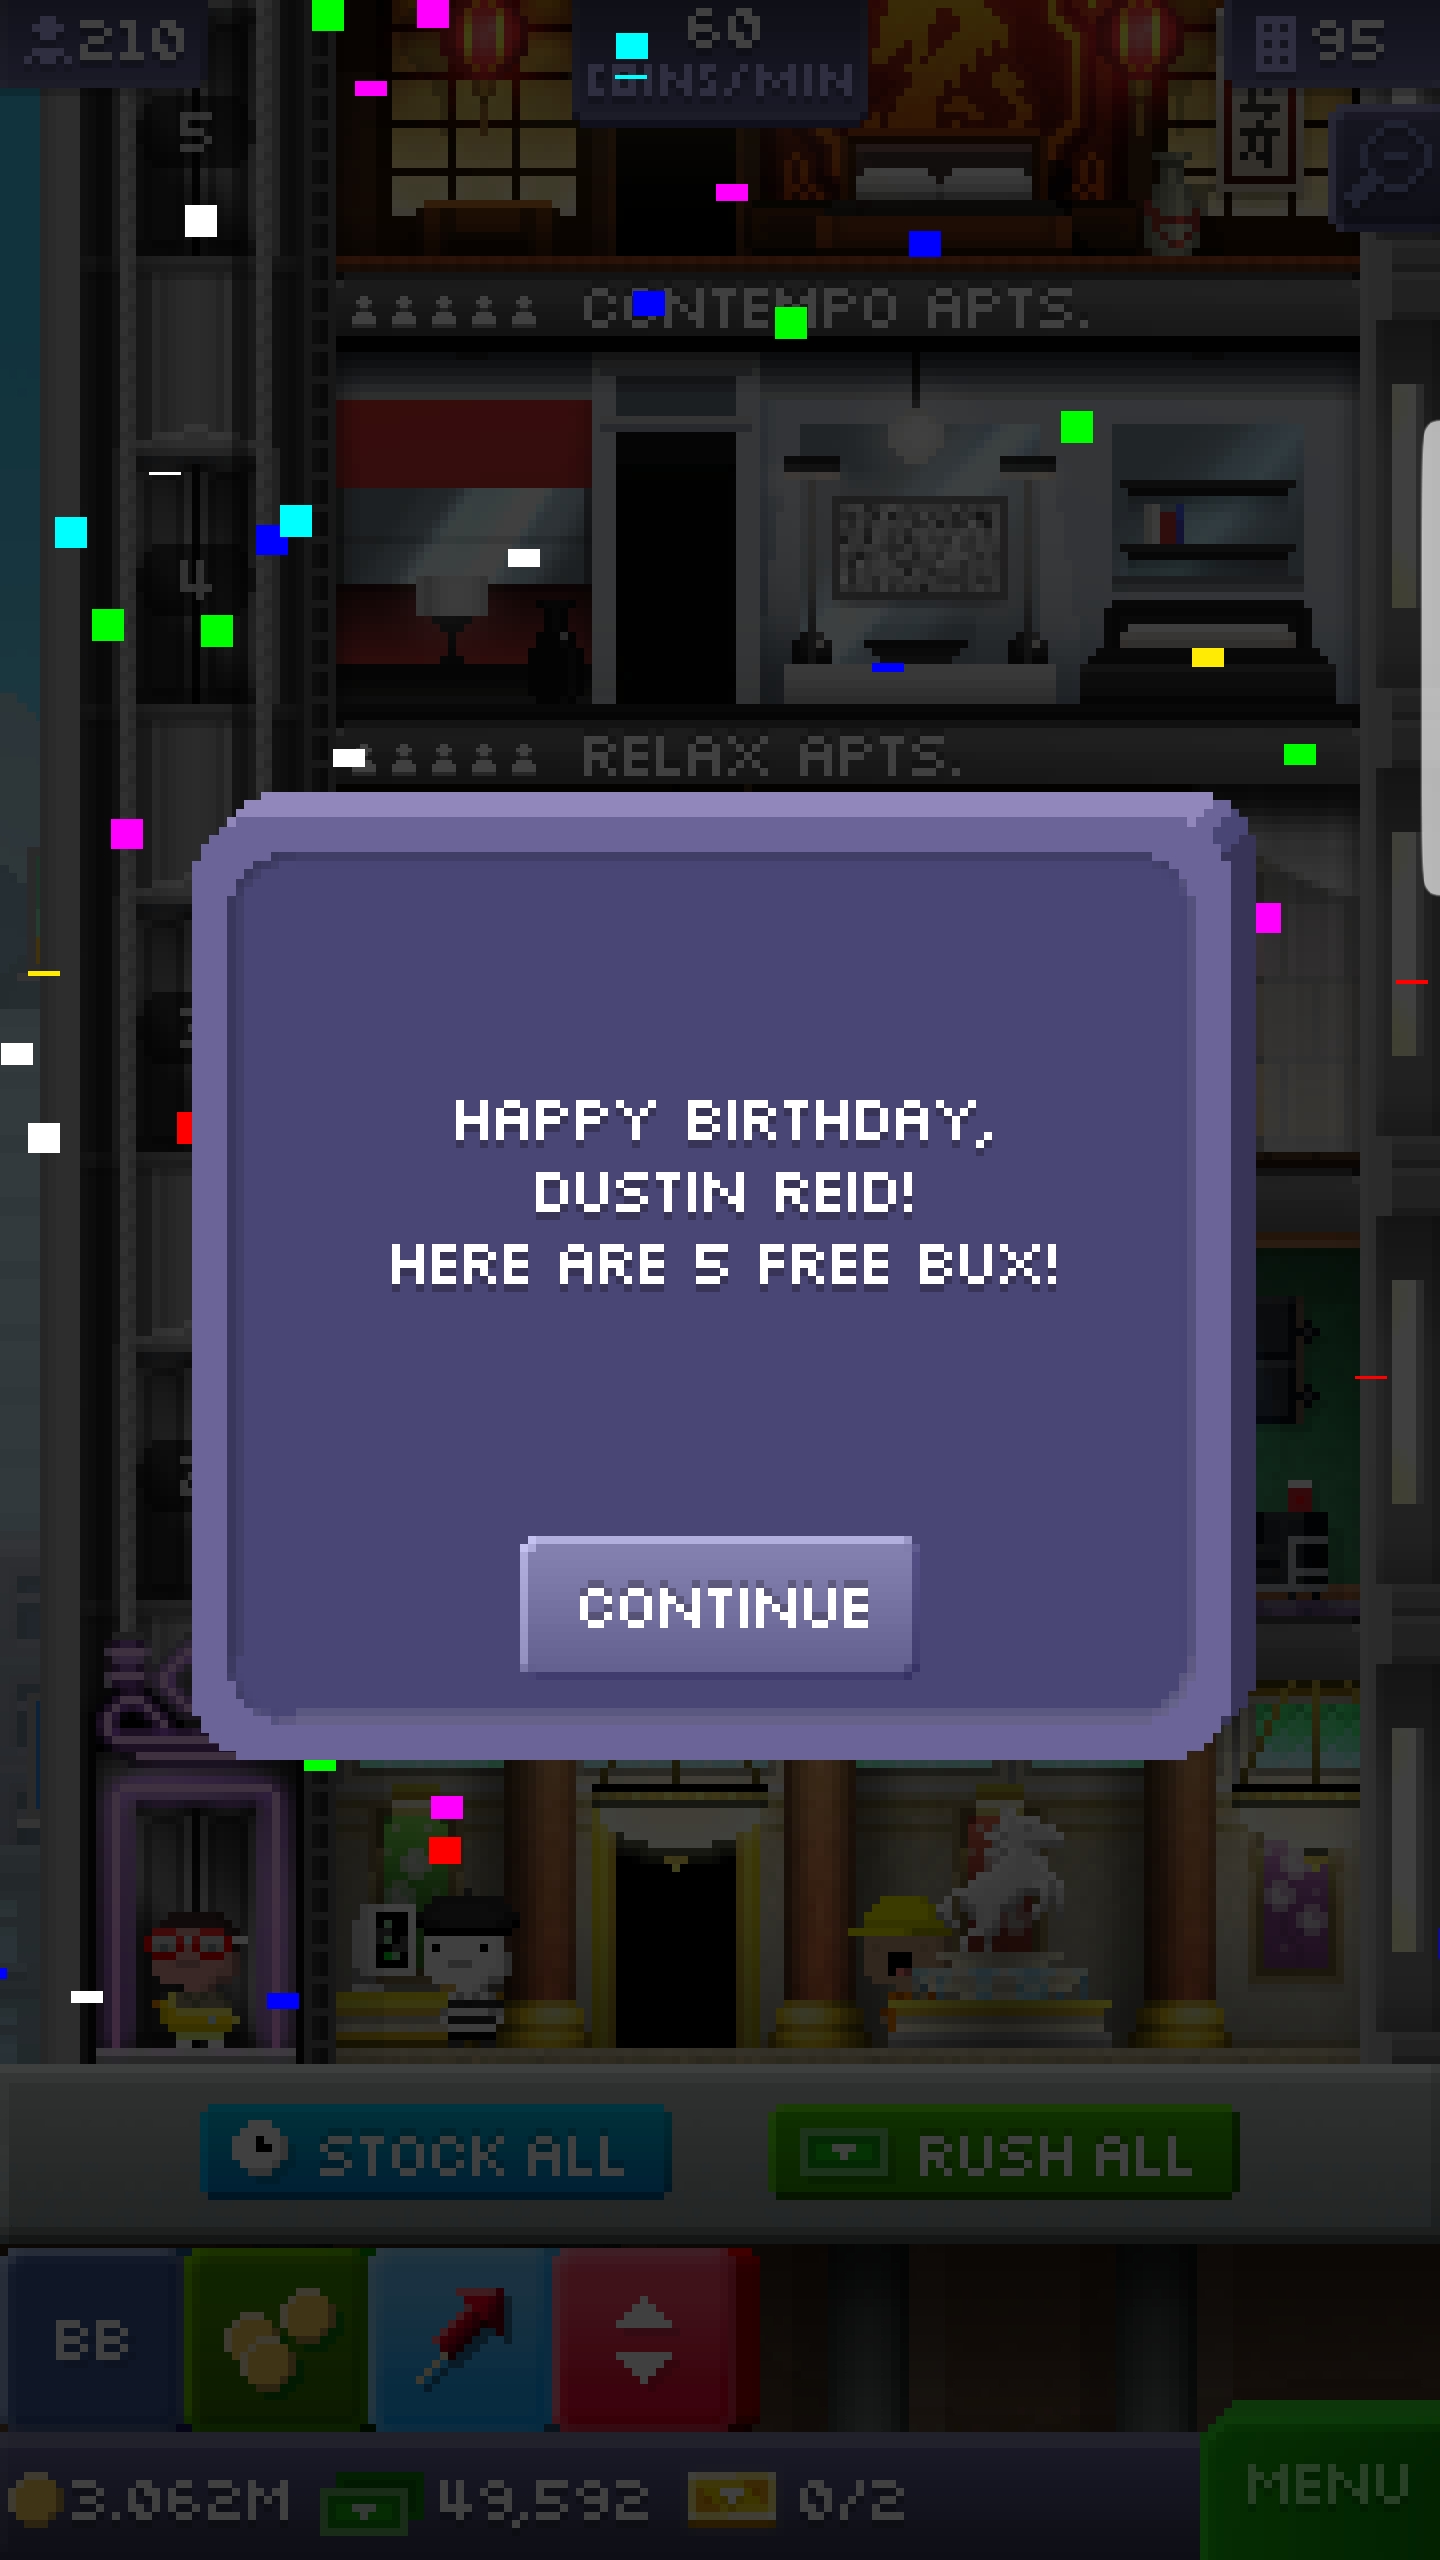 210
60
COINS/MIN
95
5
CONTEMPO APTS.
4
RELAX APTS.
HAPPY BIRTHDAY,
DUSTIN REID!
HERE ARE 5 FREE BUX!
CONTINUE
STOCK ALL
RUSH ALL
BB
3.062M
49,592
0/2
MENU